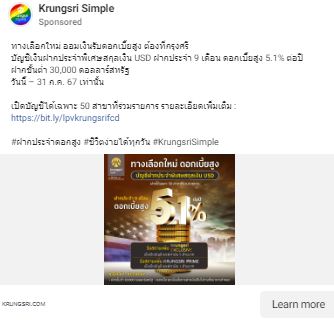 Krungsri Simple
Sponsored
ทางเลือกใหม่ ออมเงินรับดอกเบี้ยสูง ต้องที่กรุงศรี
บัญชีเงินฝากประจำพิเศษสกุลเงิน USD ฝากประจำ 9 เดือน ดอกเบี้ยสูง 5.1% ต่อปี
ฝากขั้นต่ำ 30,000 ดอลลาร์สหรัฐ
วันนี้ – 31 ก.ค. 67 เท่านั้น
เปิดบัญชีได้เฉพาะ 50 สาขาที่ร่วมรายการ รายละเอียดเพิ่มเติม :
https://bit.ly/lpvkrungsrifcd
#ฝากประจำดอกสูง #ชีวิตง่ายได้ทุกวัน #KrungsriSimple
ทางเลือกใหม่ ดอกเบี้ยสูง
บัญชีฝากประจำพิเศษสกุลเงิน USD
ดอกเบี้ยสูง
5.1%
ต่อปี
EXCLUSIVE
KRUNGSRI PRIME
KRUNGSRI.COM
Learn more